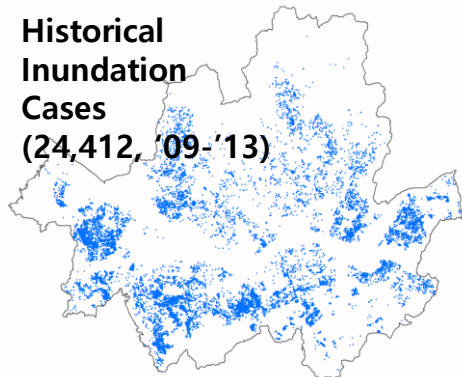 Historical
Inundation
Cases
(24,412, ‘09-’13)